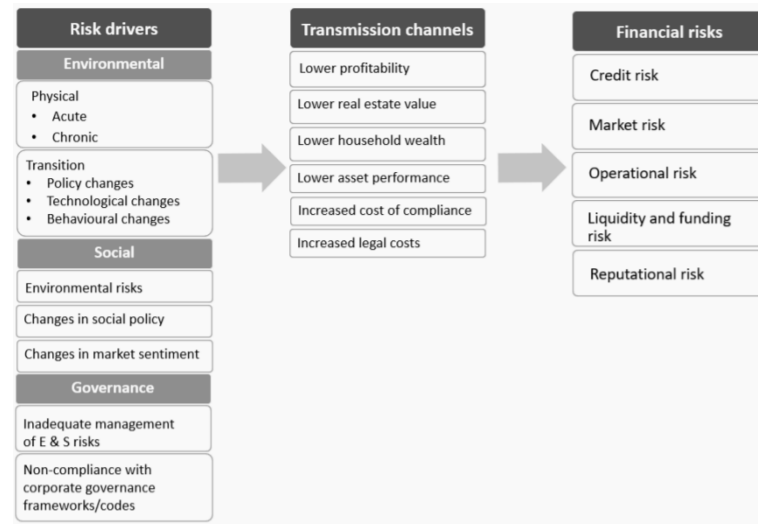 Risk drivers
Environmental
Physical
• Acute
• Chronic
Transition
• Policy changes
• Technological changes
• Behavioural changes
Social
Environmental risks
Changes in social policy
Changes in market sentiment
Governance
Inadequate management
of E & S risks
Non-compliance with
corporate governance
frameworks/codes
Transmission channels
Lower profitability
Lower real estate value
Lower household wealth
Lower asset performance
Increased cost of compliance
Increased legal costs
Financial risks
Credit risk
Market risk
Operational risk
Liquidity and funding
risk
Reputational risk